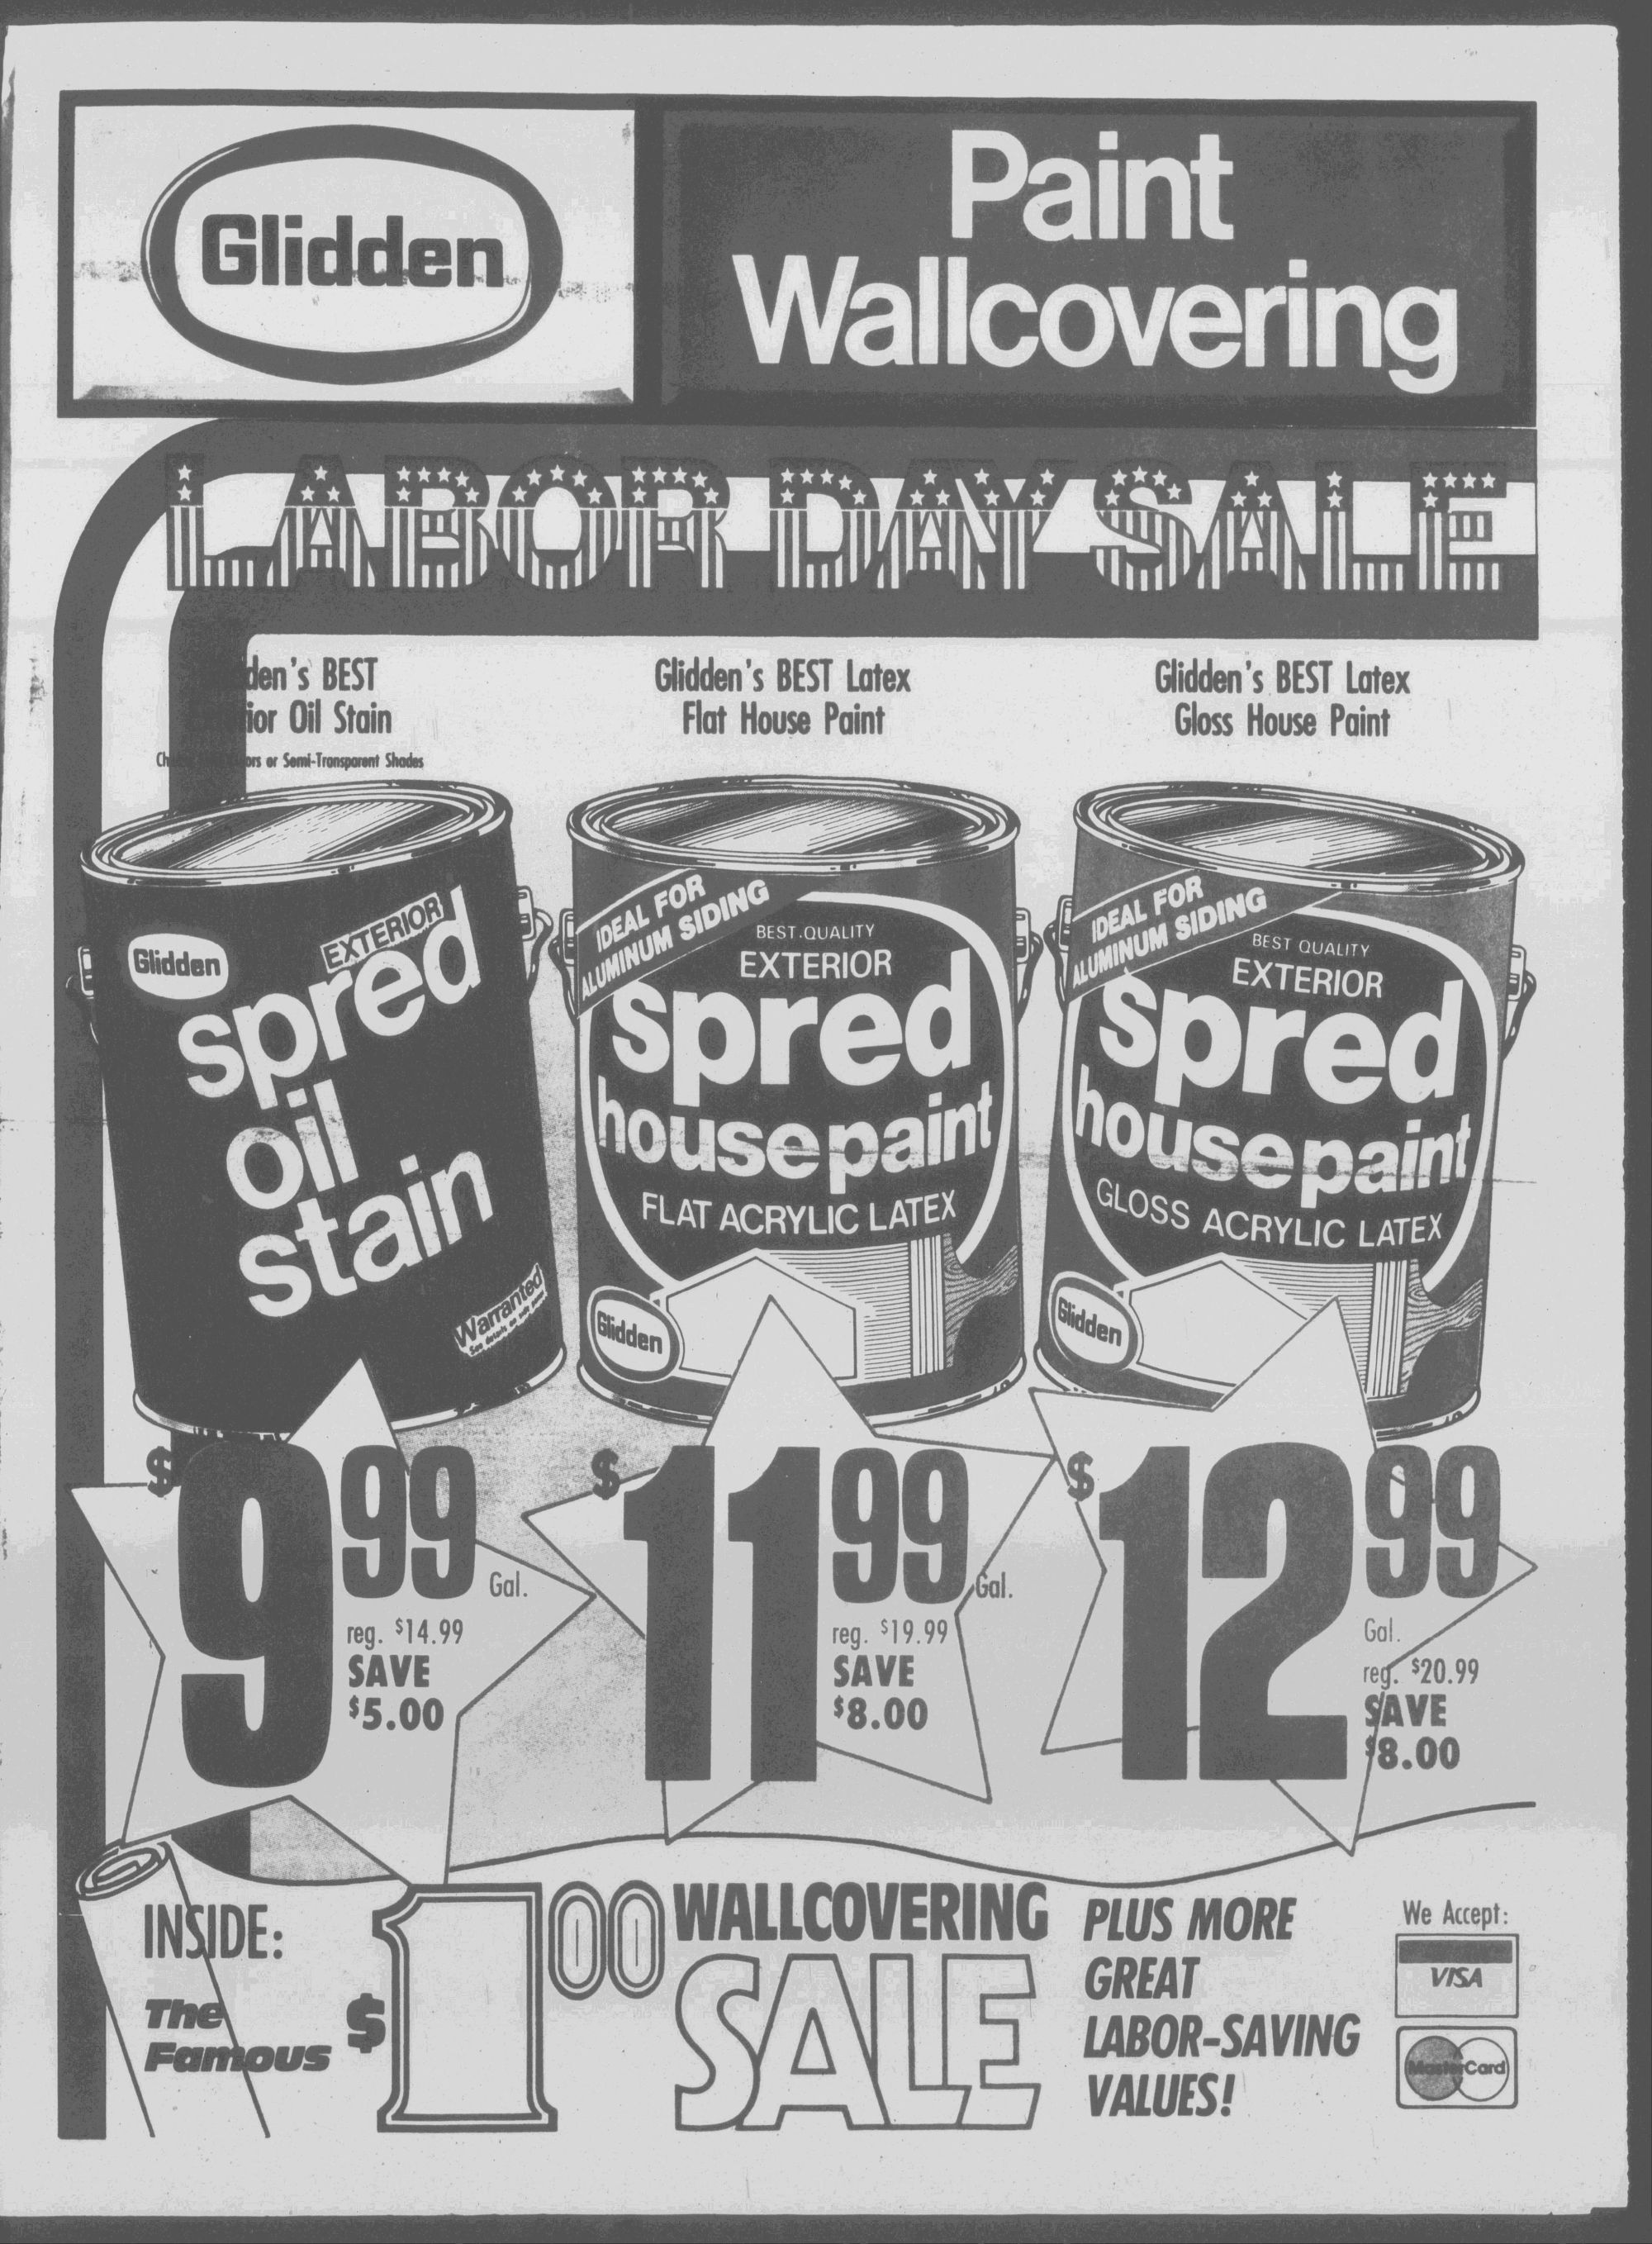 Glidden
Paint
Wallcovering
LABOR DAY SALE
den's BEST
ior Oil Stain
Ch ors or Semi-Transparent Shades
Glidden's BEST Latex
Flat House Paint
Glidden's BEST Latex
Gloss House Paint
Glidden
EXTERIOR
spred
oil
stain
Warranted
IDEAL FOR
ALUMINUM SIDING
BEST QUALITY
EXTERIOR
spred
housepaint
FLAT ACRYLIC LATEX
Glidden
IDEAL FOR
ALUMINUM SIDING
BEST QUALITY
EXTERIOR
spred
housepaint
GLOSS ACRYLIC LATEX
Glidden
$9.99 Gal.
reg. $14.99
SAVE
$5.00
$11.99 Gal.
reg. $19.99
SAVE
$8.00
$12.99
Gal.
reg. $20.99
SAVE
$8.00
INSIDE:
The
Famous
$1.00
WALLCOVERING
SALE
PLUS MORE
GREAT
LABOR-SAVING
VALUES!
We Accept:
VISA
MasterCard